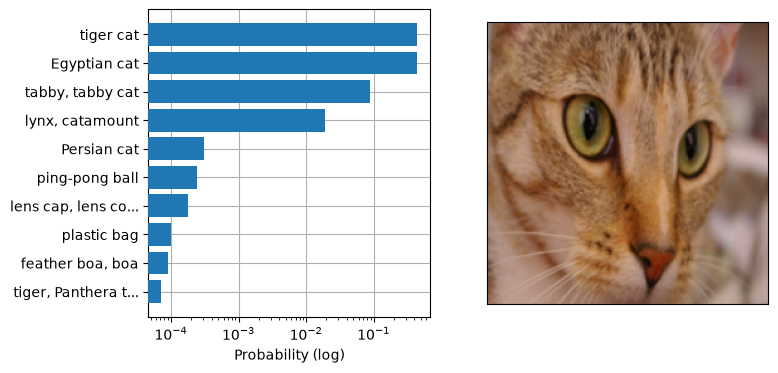 tiger cat
Egyptian cat
tabby, tabby cat
lynx, catamount
Persian cat
ping-pong ball
lens cap, lens co...
plastic bag
feather boa, boa
tiger, Panthera t...
10⁻⁴ 10⁻³ 10⁻² 10⁻¹
Probability (log)